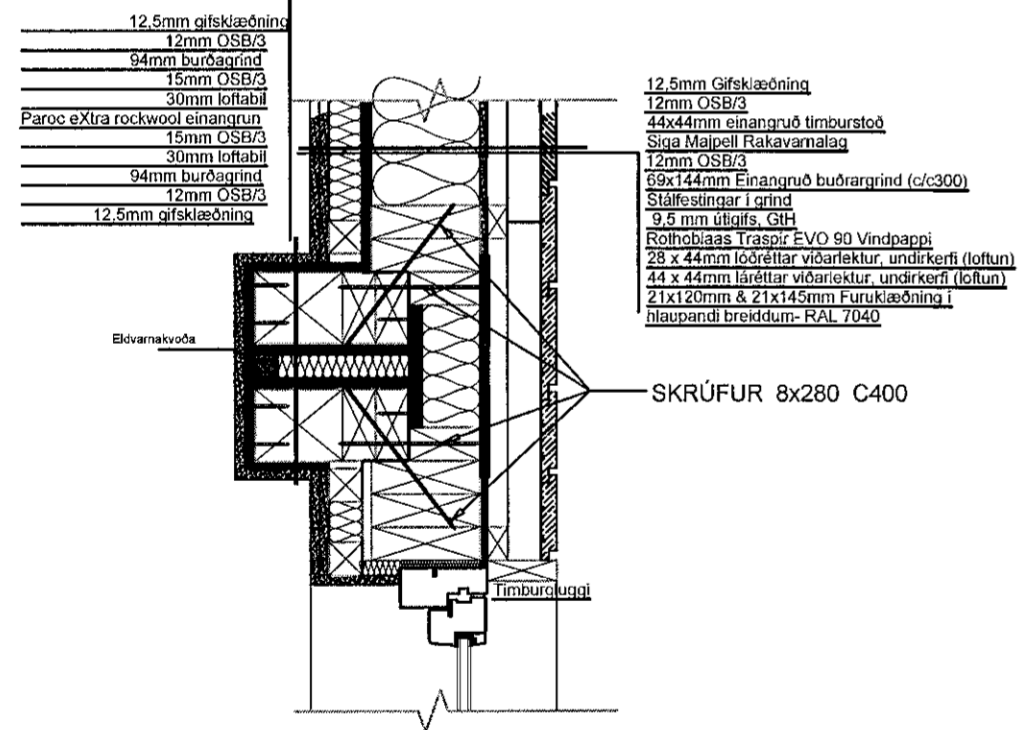 12,5mm gifsklæðning
12mm OSB/3
94mm burðagrind
15mm OSB/3
30mm loftabil
Paroc eXtra rockwool einangrun
15mm OSB/3
30mm loftabil
94mm burðagrind
12mm OSB/3
12,5mm gifsklæðning
Eldvarnakvoða
12,5mm Gifsklæðning
12mm OSB/3
44x44mm einangruð timburstoð
Siga Majpell Rakavarnalag
12mm OSB/3
69x144mm Einangruð buðrargrind (c/c300)
Stálfestingar í grind
9,5 mm útigifs, GtH
Rothoblaas Traspir EVO 90 Vindpappi
28 x 44mm lóðréttar viðarlektur, undirkerfi (loftun)
44 x 44mm láréttar viðarlektur, undirkerfi (loftun)
21x120mm & 21x145mm Furuklæðning í
hlaupandi breiddum- RAL 7040
SKRÚFUR 8x280 C400
Timburgluggi